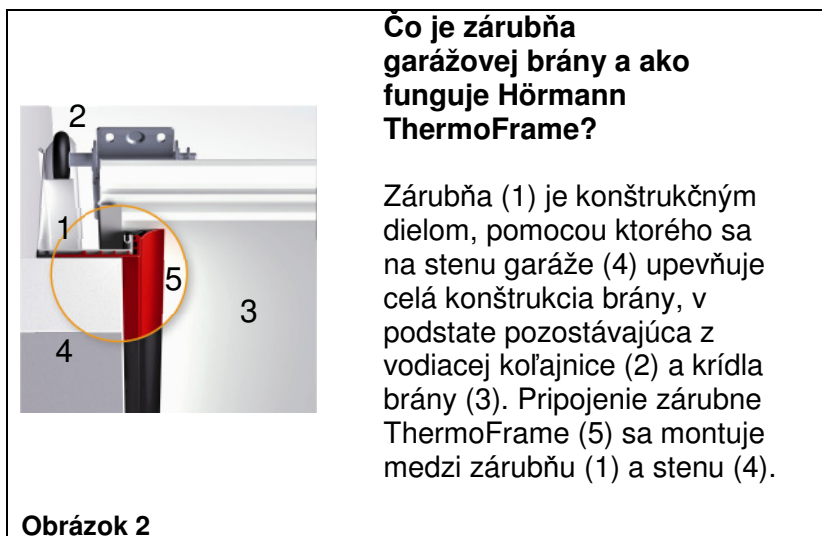 Čo je zárubňa
garážovej brány a ako
funguje Hörmann
ThermoFrame?
2
1
5
3
4
Zárubňa (1) je konštrukčným
dielom, pomocou ktorého sa
na stenu garáže (4) upevňuje
celá konštrukcia brány, v
podstate pozostávajúca z
vodiacej koľajnice (2) a krídla
brány (3). Pripojenie zárubne
ThermoFrame (5) sa montuje
medzi zárubňu (1) a stenu (4).
Obrázok 2